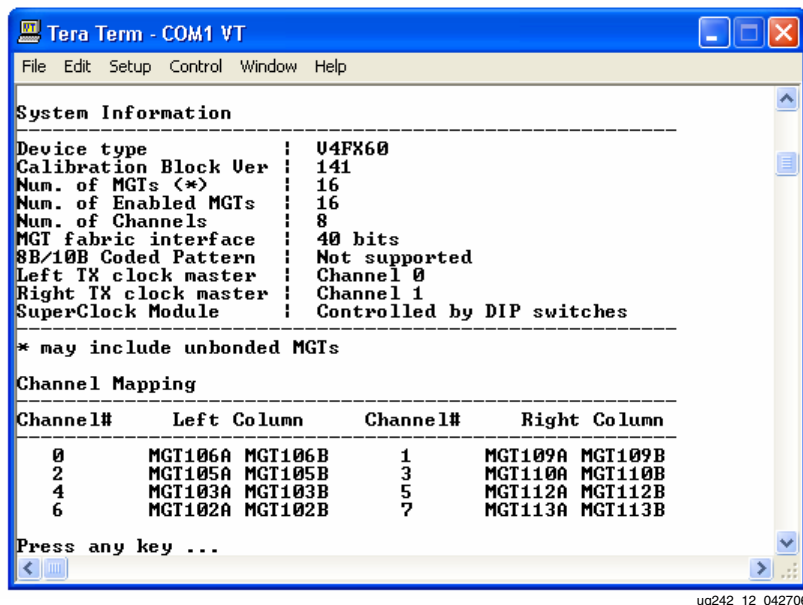 Tera Term - COM1 VT
File Edit Setup Control Window Help
System Information
---------------------------------------------------------------
Device type | V4FX60
Calibration Block Ver | 141
Num. of MGTs (*) | 16
Num. of Enabled MGTs | 16
Num. of Channels | 8
MGT fabric interface | 40 bits
8B/10B Coded Pattern | Not supported
Left TX clock master | Channel 0
Right TX clock master | Channel 1
SuperClock Module | Controlled by DIP switches
---------------------------------------------------------------
* may include unbonded MGTs
Channel Mapping
---------------------------------------------------------------
Channel# Left Column Channel# Right Column
---------------------------------------------------------------
0 MGT106A MGT106B 1 MGT109A MGT109B
2 MGT105A MGT105B 3 MGT110A MGT110B
4 MGT103A MGT103B 5 MGT112A MGT112B
6 MGT102A MGT102B 7 MGT113A MGT113B
Press any key ...
ug242_12_042706